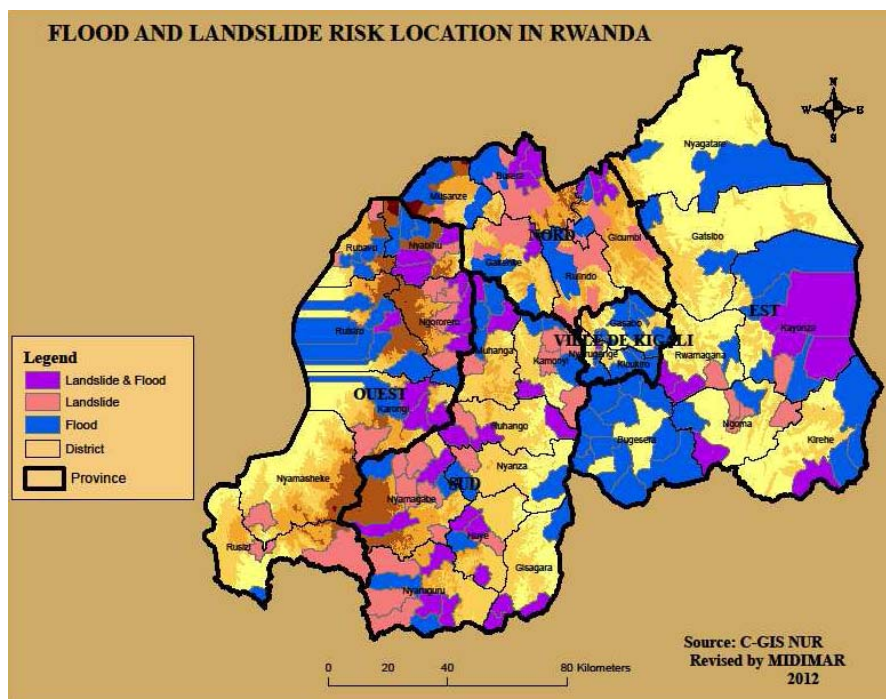 FLOOD AND LANDSLIDE RISK LOCATION IN RWANDA
N
W E
S
Nyagatare
Burera
Musanze
Gatsibo
NORD
Gicumbi
Rubavu
Nyabihu
Gakenke
Rulindo
EST
Kayonza
Rutsiro
Ngororero
Gasabo
VILLE DE KIGALI
Muhanga
Kamonyi
Nyarugenge
Kicukiro
Rwamagana
OUEST
Karongi
Ruhango
Bugesera
Ngoma
Kirehe
Nyanza
Nyamasheke
SUD
Nyamagabe
Huye
Rusizi
Gisagara
Nyaruguru
Legend
Landslide & Flood
Landslide
Flood
District
Province
0 20 40 80 Kilometers
Source: C-GIS NUR
Revised by MIDIMAR
2012